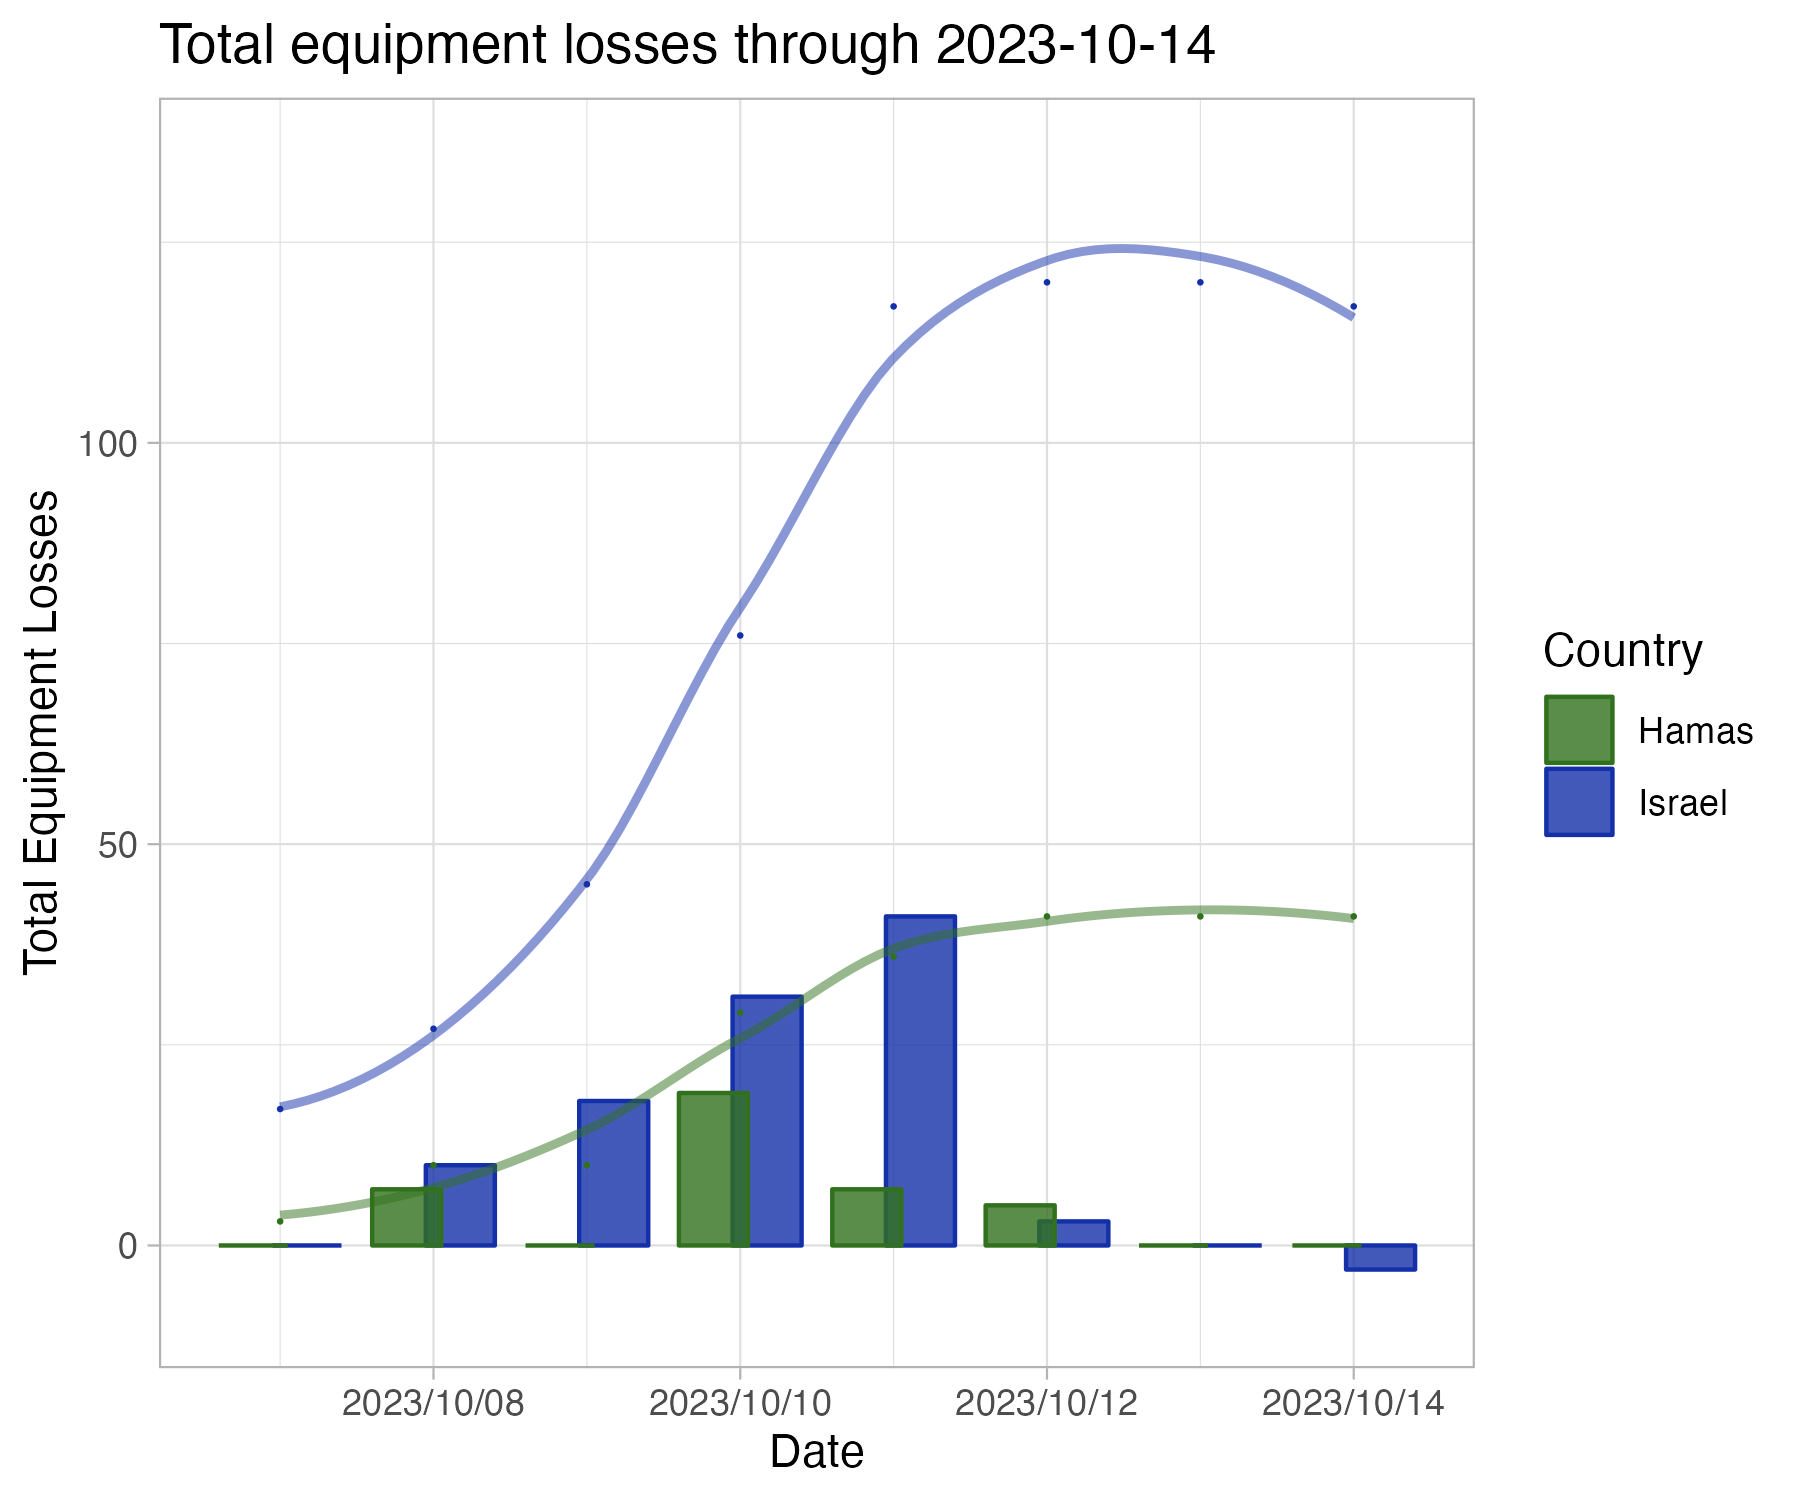 Total equipment losses through 2023-10-14
Total Equipment Losses
100
50
0
2023/10/08
2023/10/10
2023/10/12
2023/10/14
Date
Country
Hamas
Israel